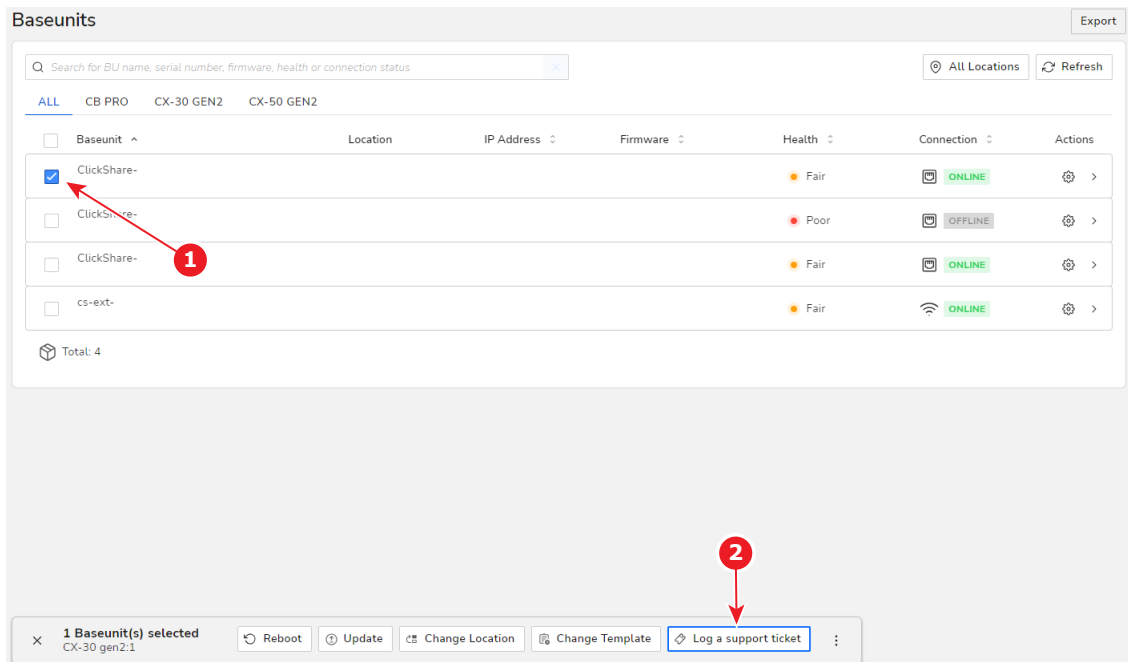 Baseunits
Export
Search for BU name, serial number, firmware, health or connection status
All Locations
Refresh
ALL CB PRO CX-30 GEN2 CX-50 GEN2
Baseunit Location IP Address Firmware Health Connection Actions
ClickShare- Fair ONLINE
ClickShare- Poor OFFLINE
1
ClickShare- Fair ONLINE
cs-ext- Fair ONLINE
Total: 4
2
1 Baseunit(s) selected
CX-30 gen2:1
Reboot Update Change Location Change Template Log a support ticket